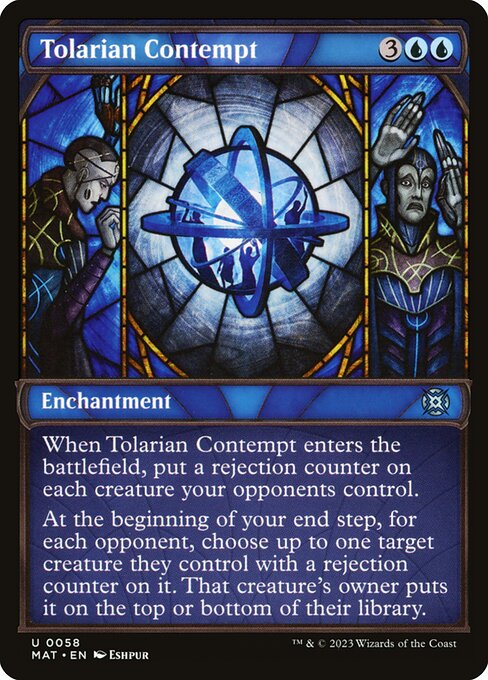 Tolarian Contempt 3
Enchantment
When Tolarian Contempt enters the
battlefield, put a rejection counter on
each creature your opponents control.
At the beginning of your end step, for
each opponent, choose up to one target
creature they control with a rejection
counter on it. That creature's owner puts
it on the top or bottom of their library.
U 0058
MAT • EN Eshpur
™ & © 2023 Wizards of the Coast